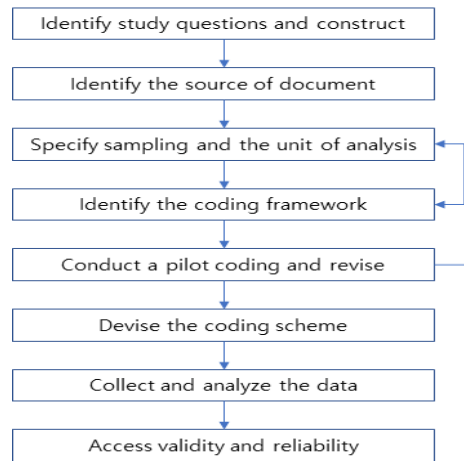 Identify study questions and construct
Identify the source of document
Specify sampling and the unit of analysis
Identify the coding framework
Conduct a pilot coding and revise
Devise the coding scheme
Collect and analyze the data
Access validity and reliability